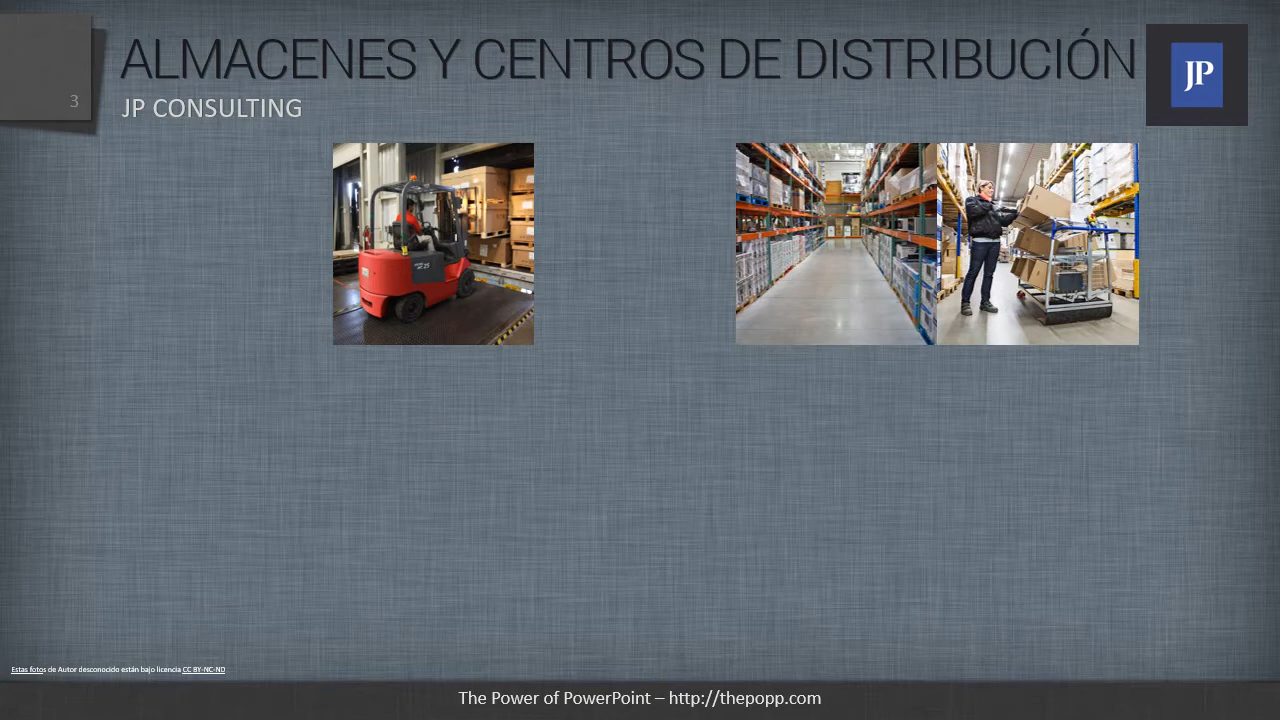 3
ALMACENES Y CENTROS DE DISTRIBUCIÓN
JP
JP CONSULTING
Estas fotos de Autor desconocido están bajo licencia CC BY-NC-ND
The Power of PowerPoint – http://thepopp.com